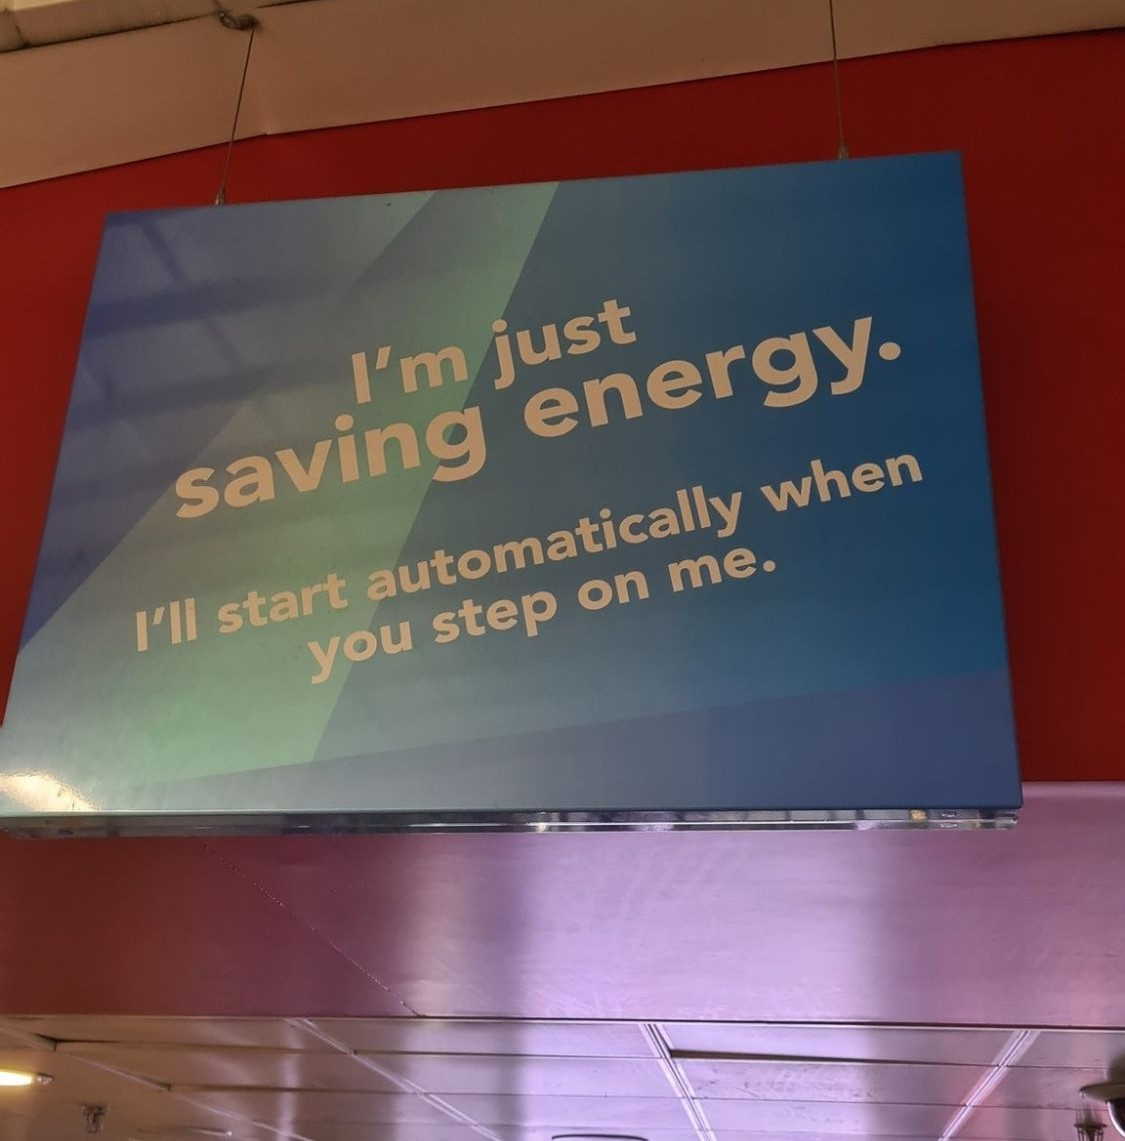 I'm just
saving energy.
I'll start automatically when
you step on me.